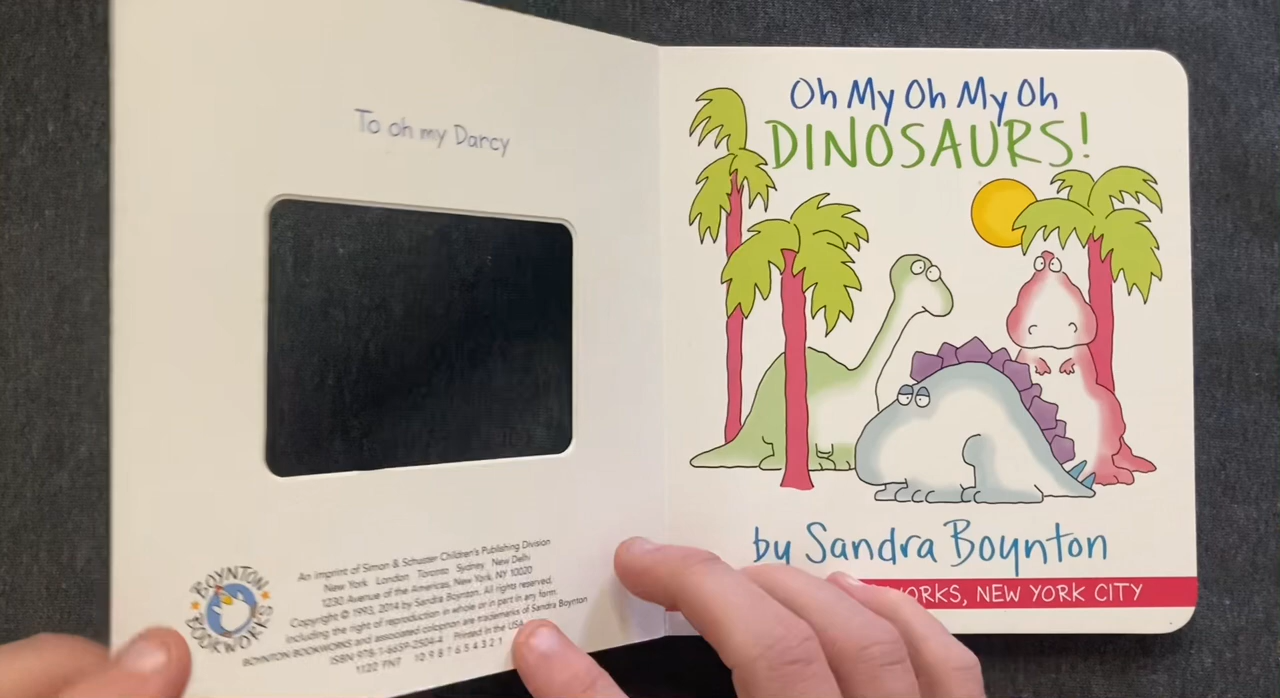 To oh my Darcy
BOYNTON
BOOKWORKS
An imprint of Simon & Schuster Children's Publishing Division
New York London Toronto Sydney New Delhi
1230 Avenue of the Americas, New York, NY 10020
Copyright © 1993, 2014 by Sandra Boynton. All rights reserved,
including the right of reproduction in whole or in part in any form.
BOYNTON BOOKWORKS and associated colophon are trademarks of Sandra Boynton
ISBN 978-1-6659-2504-4 Printed in the USA
1122 FNT 10 9 8 7 6 5 4 3 2 1
Oh My Oh My Oh
DINOSAURS!
by Sandra Boynton
ORKS, NEW YORK CITY